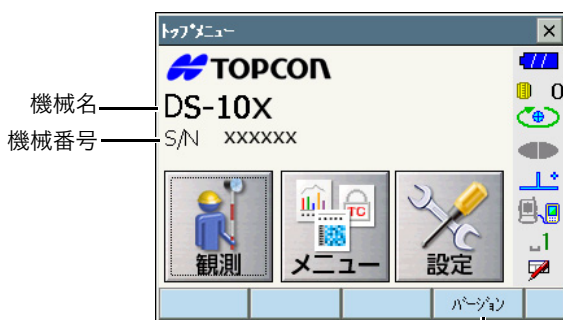 トップメニュー
TOPCON
機械名
DS-10X
機械番号
S/N xxxxxx
0
TC
観測
メニュー
設定
1
バージョン